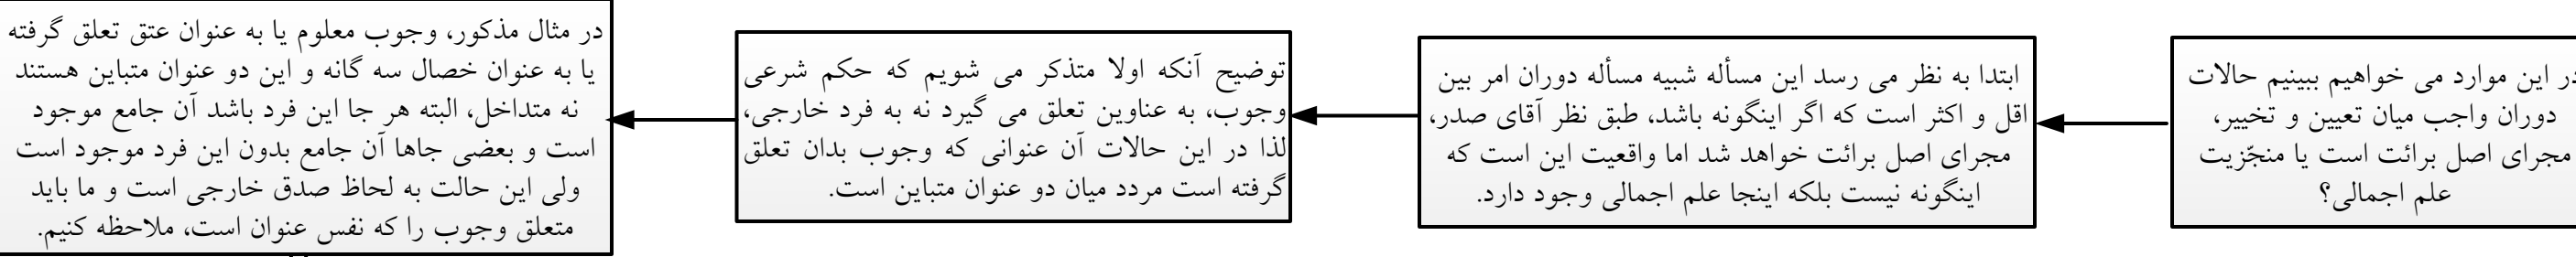 در این موارد می خواهیم ببینیم حالات
دوران واجب میان تعیین و تخییر،
مجرای اصل برائت است یا منجّزیت
علم اجمالی؟
ابتدا به نظر می رسد این مسأله شبیه مسأله دوران امر بین
اقل و اکثر است که اگر اینگونه باشد، طبق نظر آقای صدر،
مجرای اصل برائت خواهد شد اما واقعیت این است که
اینگونه نیست بلکه اینجا علم اجمالی وجود دارد.
توضیح آنکه اولا متذکر می شویم که حکم شرعی
وجوب، به عناوین تعلق می گیرد نه به فرد خارجی،
لذا در این حالات آن عنوانی که وجوب بدان تعلق
گرفته است مردد میان دو عنوان متباین است.
در مثال مذکور، وجوب معلوم یا به عنوان عتق تعلق گرفته
یا به عنوان خصال سه گانه و این دو عنوان متباین هستند
نه متداخل، البته هر جا این فرد باشد آن جامع موجود
است و بعضی جاها آن جامع بدون این فرد موجود است
ولی این حالت به لحاظ صدق خارجی است و ما باید
متعلق وجوب را که نفس عنوان است، ملاحظه کنیم.